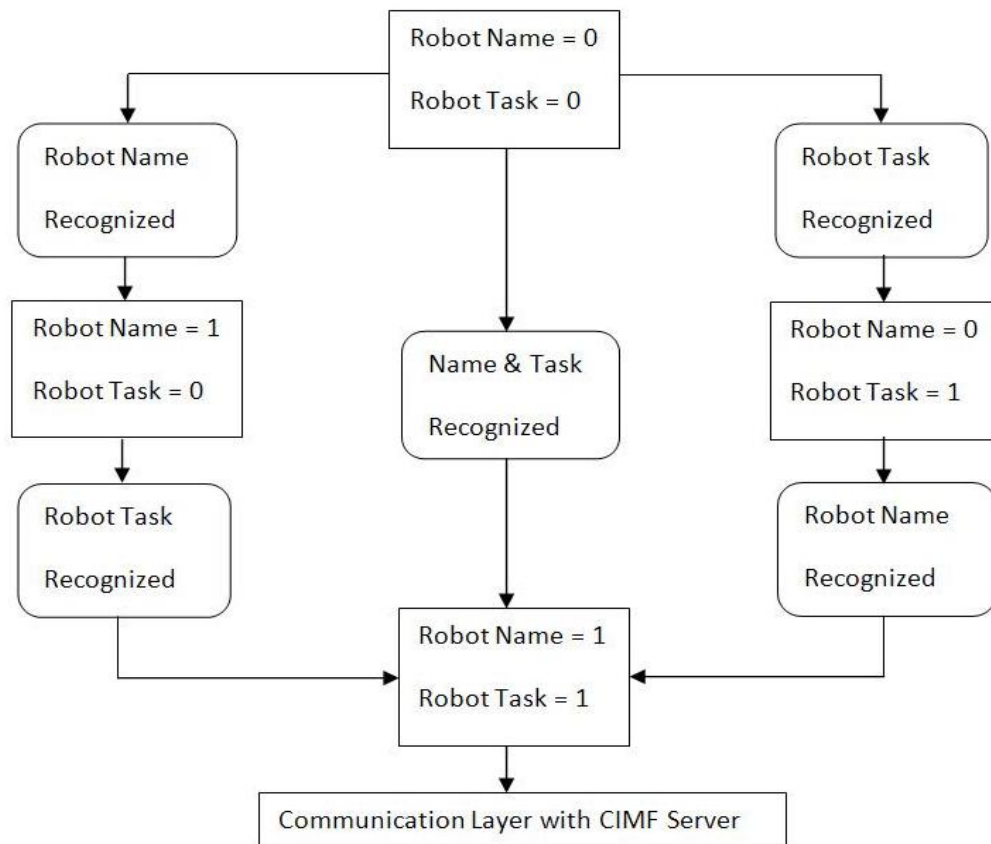 Robot Name = 0
Robot Task = 0
Robot Name
Recognized
Robot Task
Recognized
Robot Name = 1
Robot Task = 0
Name & Task
Recognized
Robot Name = 0
Robot Task = 1
Robot Task
Recognized
Robot Name
Recognized
Robot Name = 1
Robot Task = 1
Communication Layer with CIMF Server